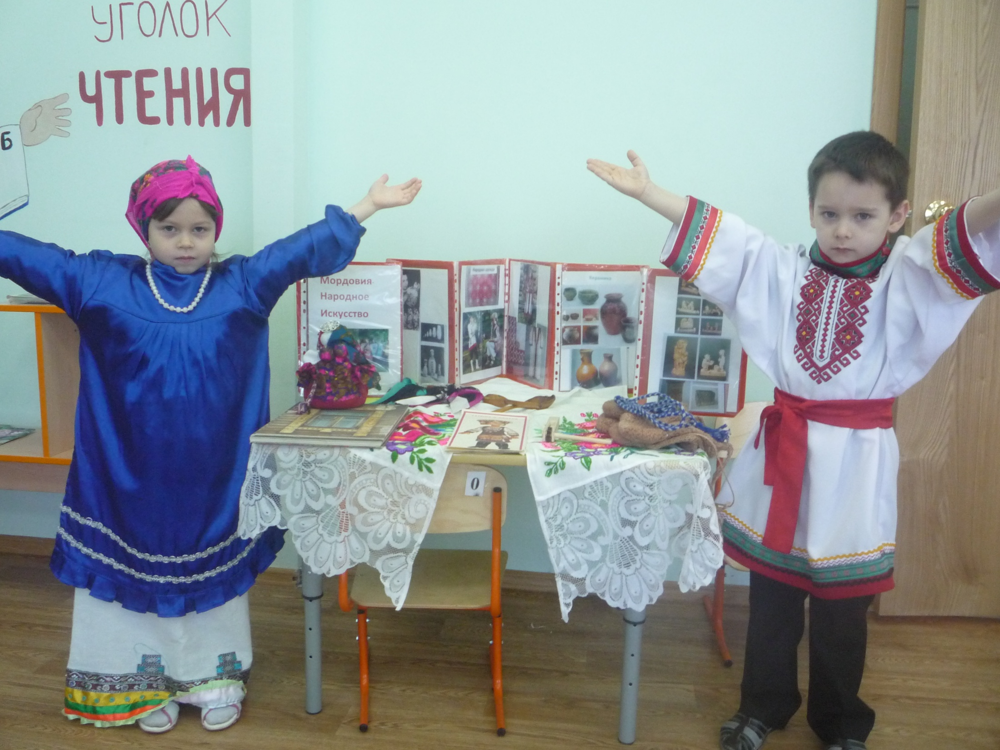 УГОЛОК
ЧТЕНИЯ
Б
Мордовия
Народное
Искусство
Керамика
0